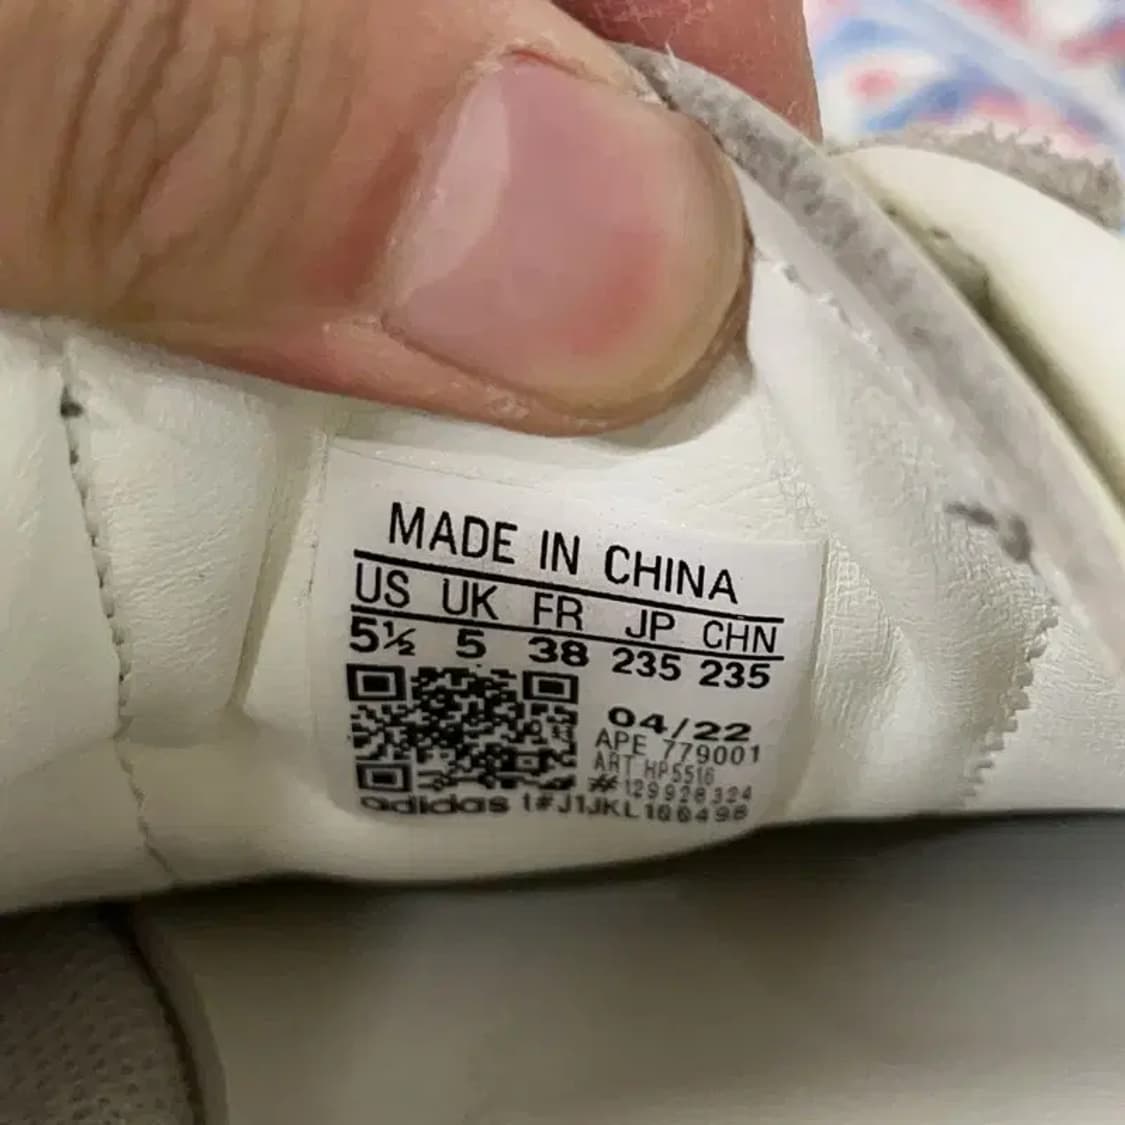 MADE IN CHINA
US UK FR JP CHN
5½ 5 38 235 235
04/22
APE 779001
ART HP5516
#129928324
adidas 1#J1JKL100498